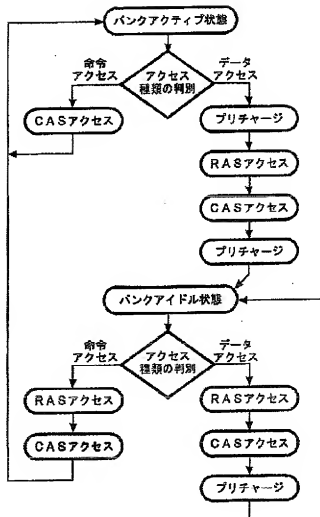 バンクアクティブ状態
命令
アクセス
アクセス
種類の判別
データ
アクセス
CASアクセス
プリチャージ
RASアクセス
CASアクセス
プリチャージ
バンクアイドル状態
命令
アクセス
アクセス
種類の判別
データ
アクセス
RASアクセス
RASアクセス
CASアクセス
CASアクセス
プリチャージ